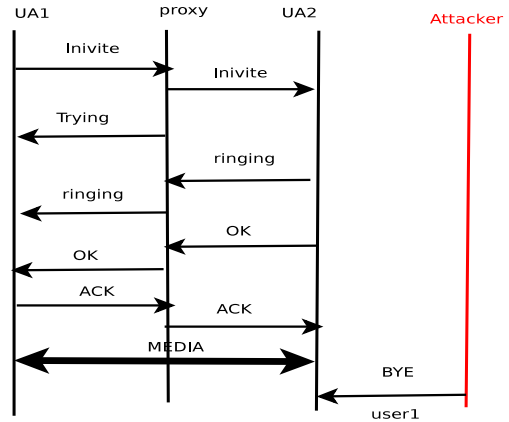 UA1
proxy
UA2
Attacker
Inivite
Inivite
Trying
ringing
ringing
OK
OK
ACK
ACK
MEDIA
BYE
user1